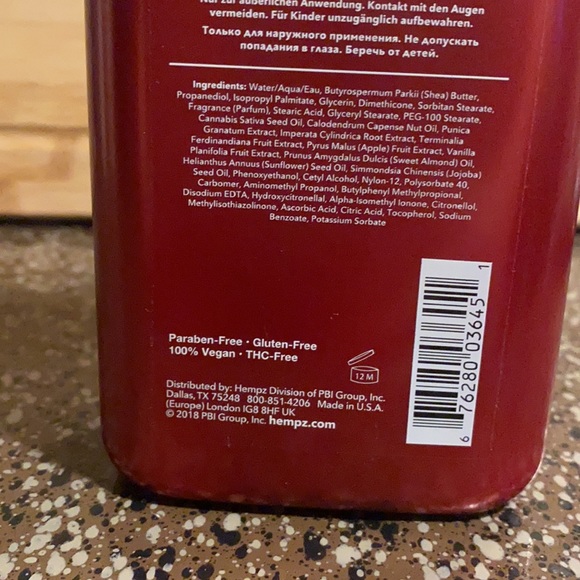 Nur zur äußerlichen Anwendung. Kontakt mit den Augen
vermeiden. Für Kinder unzugänglich aufbewahren.
Только для наружного применения. Не допускать
попадания в глаза. Беречь от детей.
Ingredients: Water/Aqua/Eau, Butyrospermum Parkii (Shea) Butter,
Propanediol, Isopropyl Palmitate, Glycerin, Dimethicone, Sorbitan Stearate,
Fragrance (Parfum), Stearic Acid, Glyceryl Stearate, PEG-100 Stearate,
Cannabis Sativa Seed Oil, Calodendrum Capense Nut Oil, Punica
Granatum Extract, Imperata Cylindrica Root Extract, Terminalia
Ferdinandiana Fruit Extract, Pyrus Malus (Apple) Fruit Extract, Vanilla
Planifolia Fruit Extract, Prunus Amygdalus Dulcis (Sweet Almond) Oil,
Helianthus Annuus (Sunflower) Seed Oil, Simmondsia Chinensis (Jojoba)
Seed Oil, Phenoxyethanol, Cetyl Alcohol, Nylon-12, Polysorbate 40,
Carbomer, Aminomethyl Propanol, Butylphenyl Methylpropional,
Disodium EDTA, Hydroxycitronellal, Alpha-Isomethyl Ionone, Citronellol,
Methylisothiazolinone, Ascorbic Acid, Citric Acid, Tocopherol, Sodium
Benzoate, Potassium Sorbate
Paraben-Free • Gluten-Free
100% Vegan • THC-Free
12 M
Distributed by: Hempz Division of PBI Group, Inc.
Dallas, TX 75248 800-851-4206 Made in U.S.A.
(Europe) London IG8 8HF UK
© 2018 PBI Group, Inc. hempz.com
6 76280 03645 1